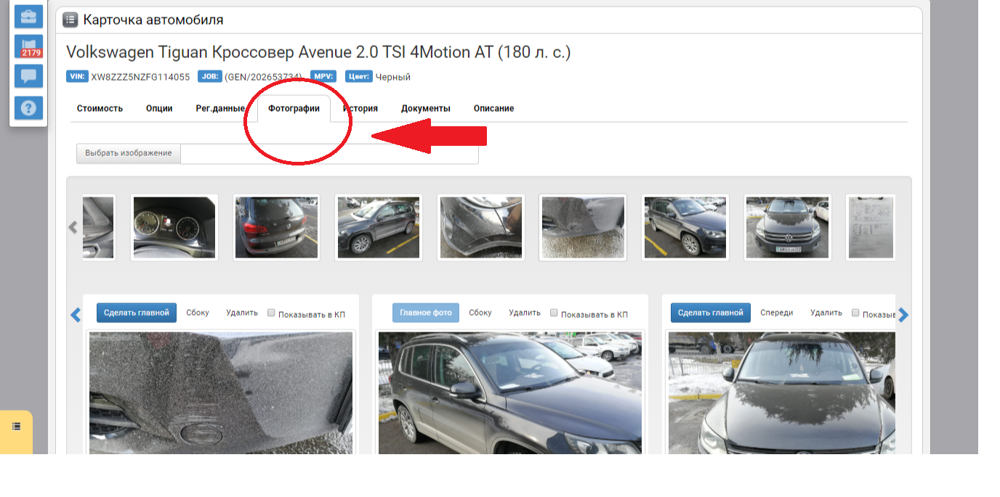 Карточка автомобиля
2179
Volkswagen Tiguan Кроссовер Avenue 2.0 TSI 4Motion AT (180 л. с.)
VIN: XW8ZZZ5NZFG114055 JOB: (GEN/202653734) MPV: Цвет: Черный
Стоимость Опции Рег.данные Фотографии История Документы Описание
Выбрать изображение
Сделать главной Сбоку Удалить Показывать в КП
Главное фото Сбоку Удалить Показывать в КП
Сделать главной Спереди Удалить Показыв